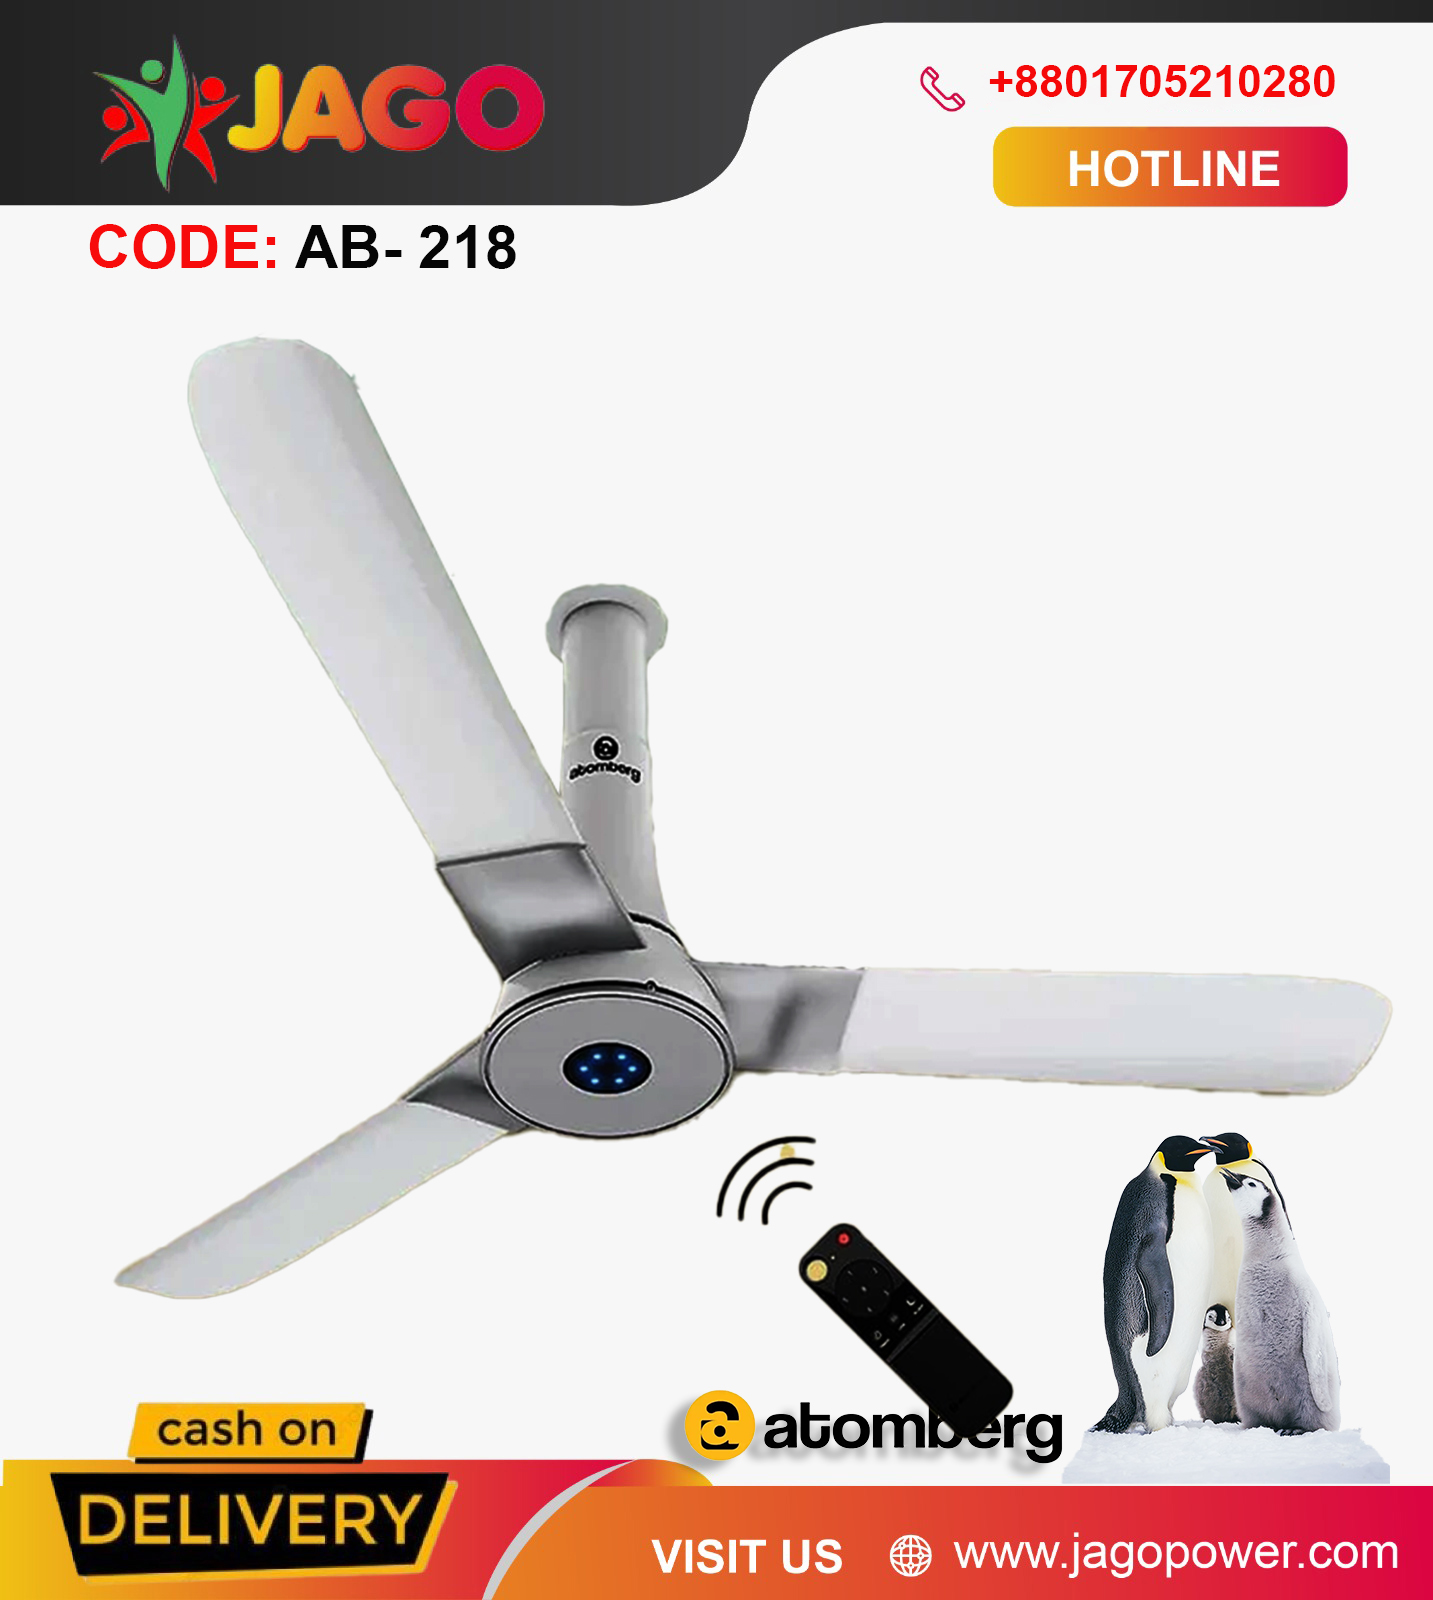 JAGO
+8801705210280
HOTLINE
CODE: AB- 218
atomberg
cash on
DELIVERY
atomberg
VISIT US
www.jagopower.com